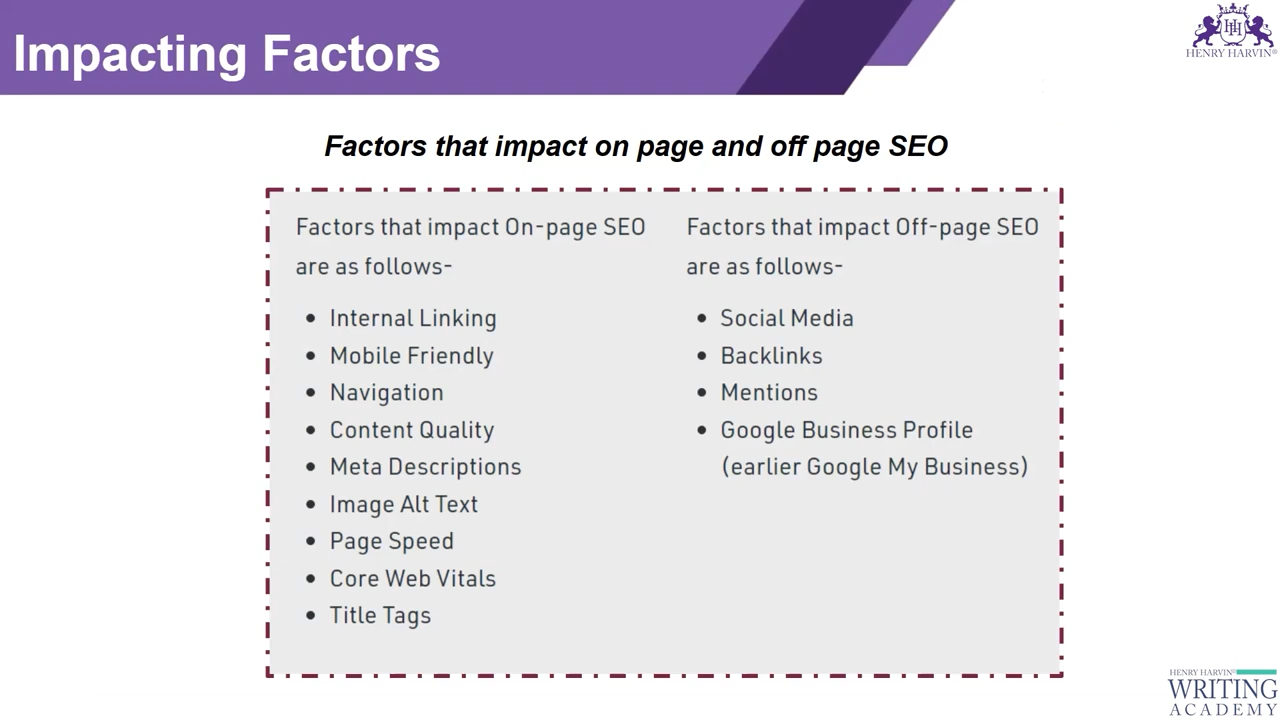 Impacting Factors
HENRY HARVIN®
Factors that impact on page and off page SEO
Factors that impact On-page SEO
are as follows-
• Internal Linking
• Mobile Friendly
• Navigation
• Content Quality
• Meta Descriptions
• Image Alt Text
• Page Speed
• Core Web Vitals
• Title Tags
Factors that impact Off-page SEO
are as follows-
• Social Media
• Backlinks
• Mentions
• Google Business Profile
(earlier Google My Business)
HENRY HARVIN®
WRITING
ACADEMY